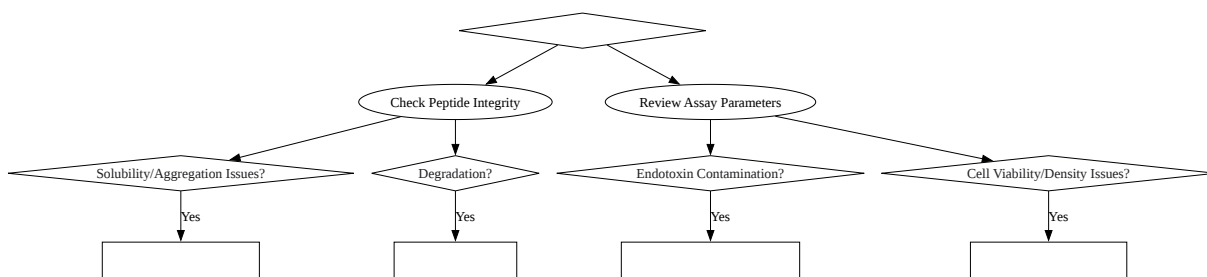 Check Peptide Integrity
Review Assay Parameters
Solubility/Aggregation Issues?
Degradation?
Endotoxin Contamination?
Cell Viability/Density Issues?
Yes
Yes
Yes
Yes